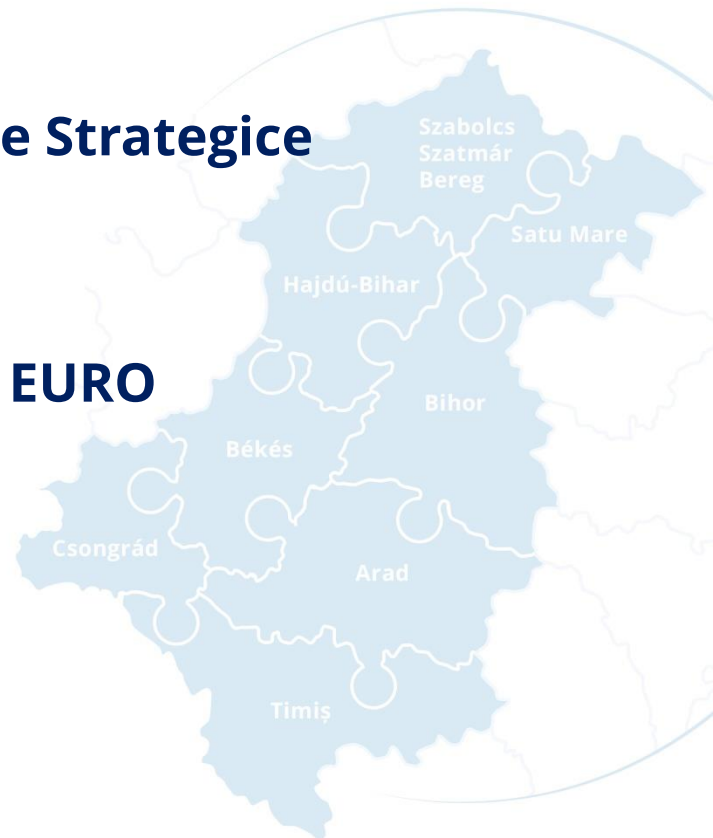 e Strategice
Szabolcs
Szatmár
Bereg
Satu Mare
Hajdú-Bihar
EURO
Bihor
Békés
Csongrád
Arad
Timiș